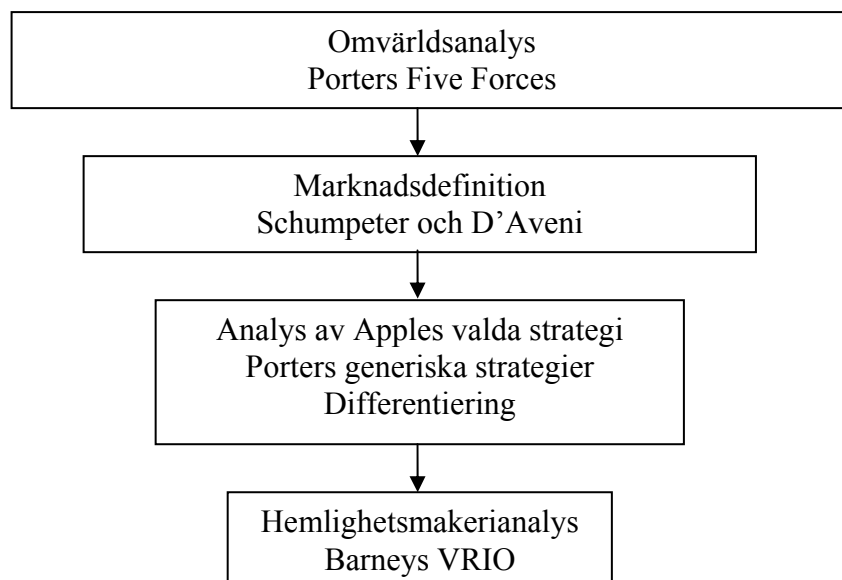 Omvärldsanalys
Porters Five Forces
Marknadsdefinition
Schumpeter och D’Aveni
Analys av Apples valda strategi
Porters generiska strategier
Differentiering
Hemlighetsmakerianalys
Barneys VRIO